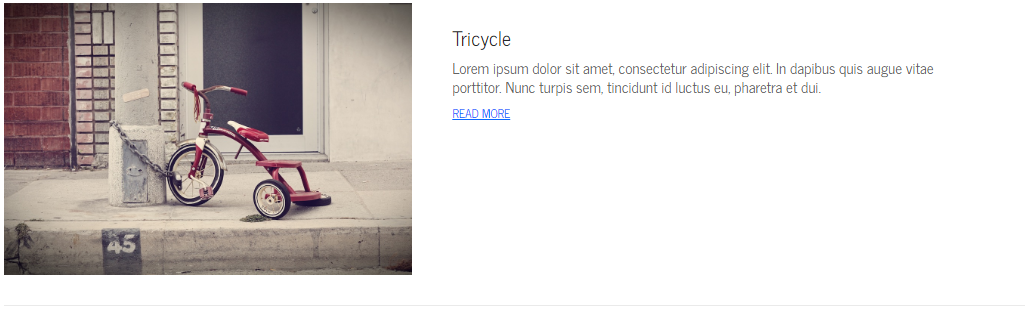 Tricycle
Lorem ipsum dolor sit amet, consectetur adipiscing elit. In dapibus quis augue vitae
porttitor. Nunc turpis sem, tincidunt id luctus eu, pharetra et dui.
READ MORE
45